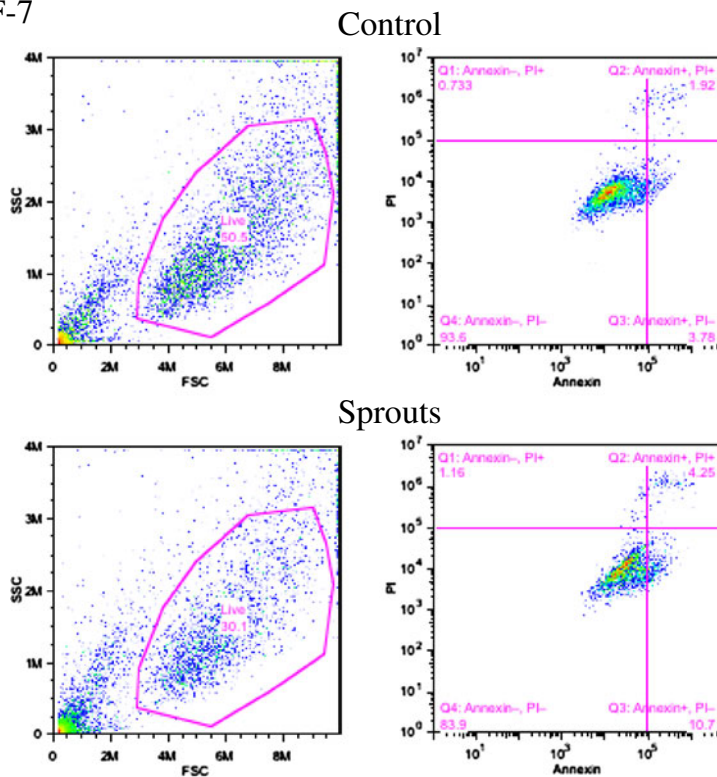 F-7
Control
4M
3M
2M
1M
0
SSC
Live
50.5
0 2M 4M 6M 8M
FSC
10⁷
10⁶
10⁵
10⁴
10³
10²
10¹
10⁰
PI
Q1: Annexin–, PI+
0.733
Q2: Annexin+, PI+
1.92
Q4: Annexin–, PI–
93.6
Q3: Annexin+, PI–
3.78
10¹ 10³ 10⁵
Annexin
Sprouts
4M
3M
2M
1M
0
SSC
Live
30.1
0 2M 4M 6M 8M
FSC
10⁷
10⁶
10⁵
10⁴
10³
10²
10¹
10⁰
PI
Q1: Annexin–, PI+
1.16
Q2: Annexin+, PI+
4.25
Q4: Annexin–, PI–
83.9
Q3: Annexin+, PI–
10.7
10¹ 10³ 10⁵
Annexin